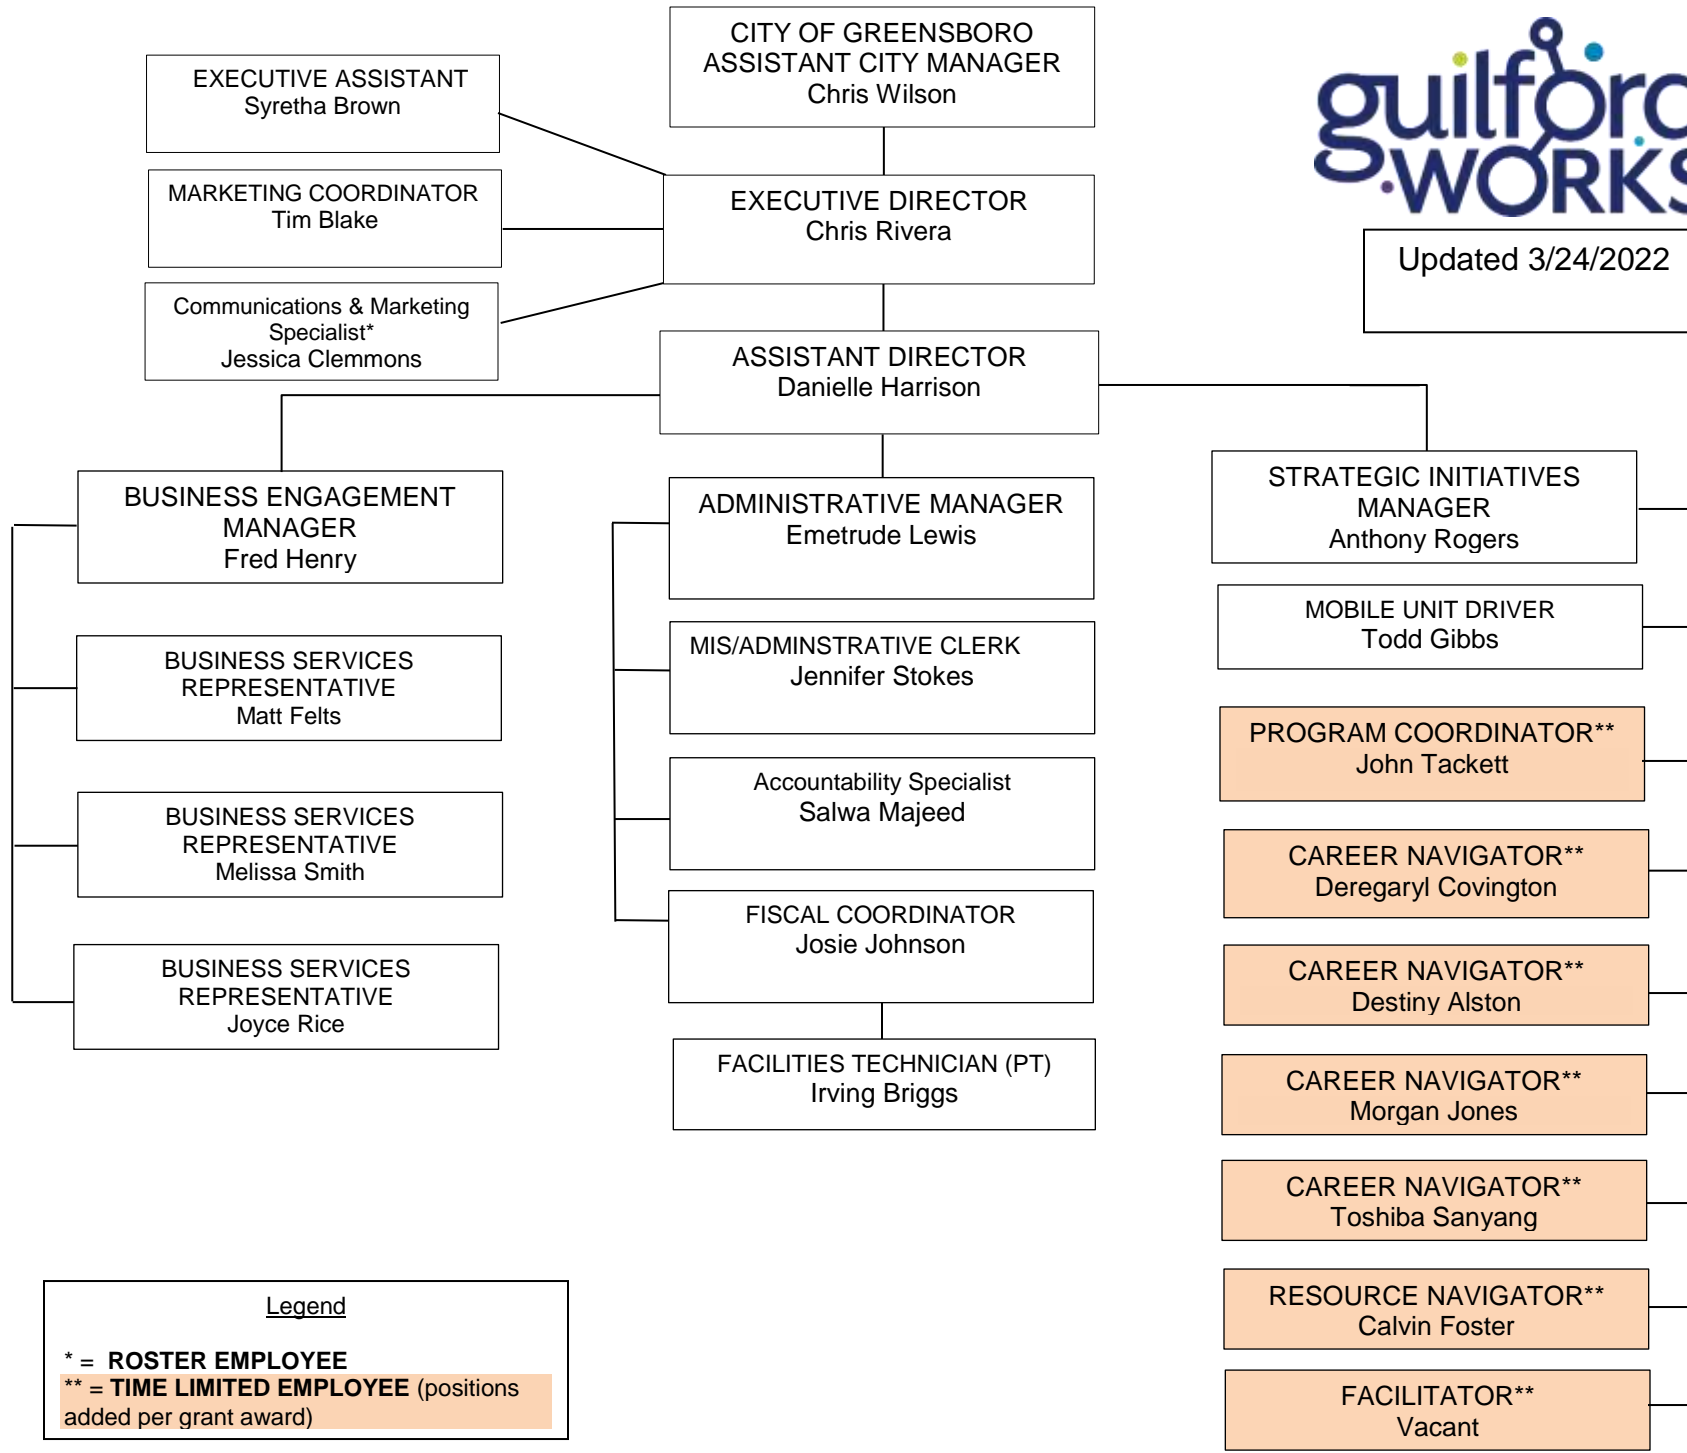 CITY OF GREENSBORO
ASSISTANT CITY MANAGER
Chris Wilson
EXECUTIVE ASSISTANT
Syretha Brown
MARKETING COORDINATOR
Tim Blake
EXECUTIVE DIRECTOR
Chris Rivera
Communications & Marketing
Specialist*
Jessica Clemmons
guilford
WORKS
Updated 3/24/2022
ASSISTANT DIRECTOR
Danielle Harrison
BUSINESS ENGAGEMENT
MANAGER
Fred Henry
BUSINESS SERVICES
REPRESENTATIVE
Matt Felts
BUSINESS SERVICES
REPRESENTATIVE
Melissa Smith
BUSINESS SERVICES
REPRESENTATIVE
Joyce Rice
ADMINISTRATIVE MANAGER
Emetrude Lewis
MIS/ADMINSTRATIVE CLERK
Jennifer Stokes
Accountability Specialist
Salwa Majeed
FISCAL COORDINATOR
Josie Johnson
FACILITIES TECHNICIAN (PT)
Irving Briggs
STRATEGIC INITIATIVES
MANAGER
Anthony Rogers
MOBILE UNIT DRIVER
Todd Gibbs
PROGRAM COORDINATOR**
John Tackett
CAREER NAVIGATOR**
Deregaryl Covington
CAREER NAVIGATOR**
Destiny Alston
CAREER NAVIGATOR**
Morgan Jones
CAREER NAVIGATOR**
Toshiba Sanyang
RESOURCE NAVIGATOR**
Calvin Foster
FACILITATOR**
Vacant
Legend
* = ROSTER EMPLOYEE
** = TIME LIMITED EMPLOYEE (positions
added per grant award)